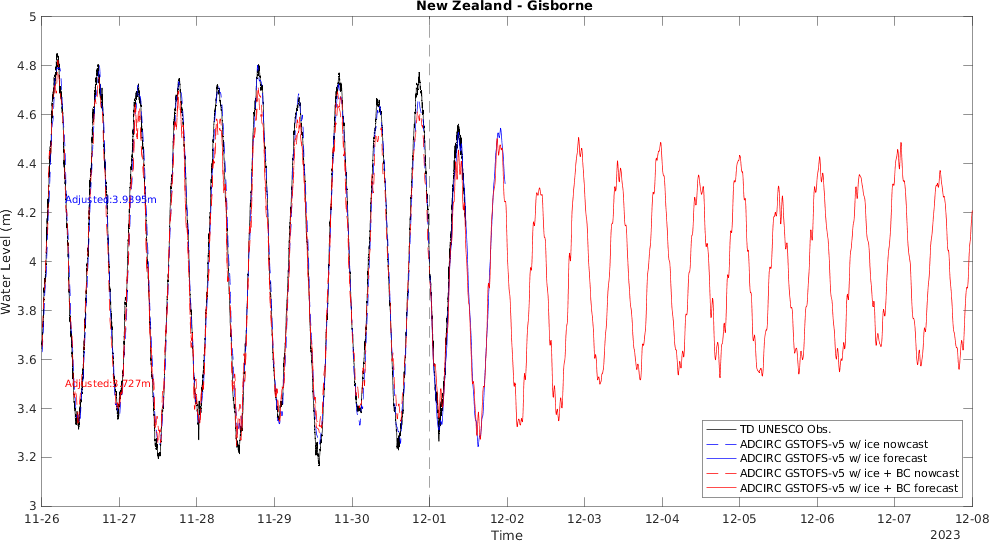 New Zealand - Gisborne
5
4.8
4.6
4.4
4.2
4
3.8
3.6
3.4
3.2
3
Water Level (m)
Adjusted:3.9395m
Adjusted:3.727m
TD UNESCO Obs.
ADCIRC GSTOFS-v5 w/ ice nowcast
ADCIRC GSTOFS-v5 w/ ice forecast
ADCIRC GSTOFS-v5 w/ ice + BC nowcast
ADCIRC GSTOFS-v5 w/ ice + BC forecast
11-26 11-27 11-28 11-29 11-30 12-01 12-02 12-03 12-04 12-05 12-06 12-07 12-08
Time
2023